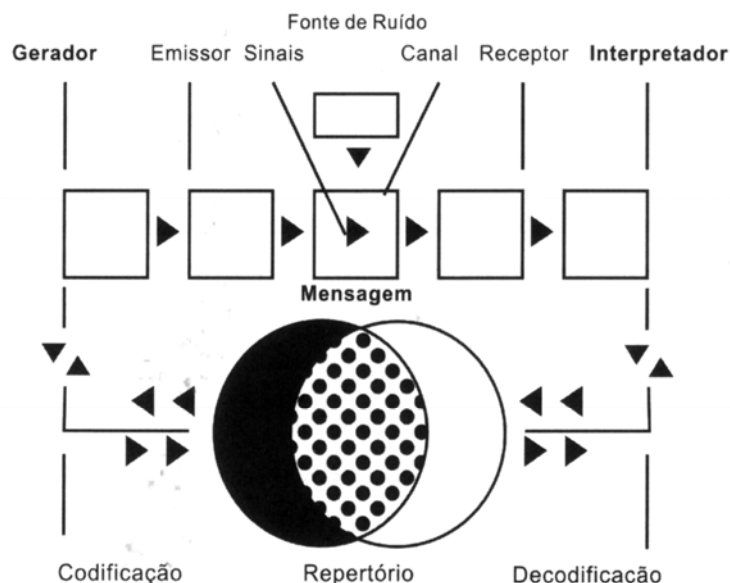 Fonte de Ruído
Gerador Emissor Sinais Canal Receptor Interpretador
Mensagem
Codificação Repertório Decodificação